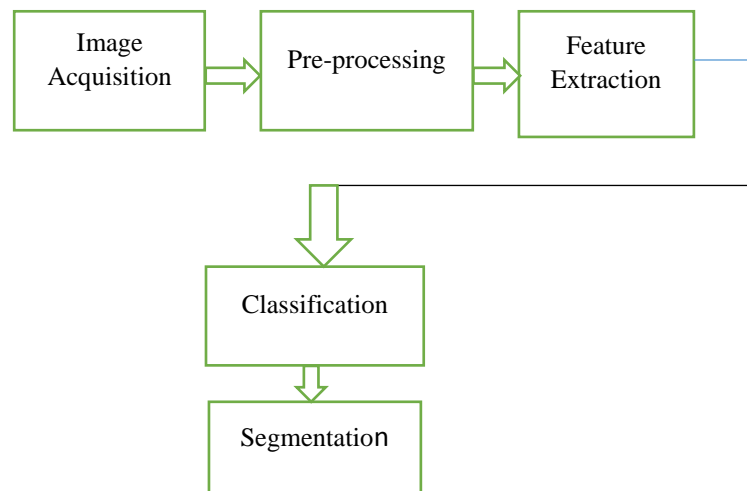 Image
Acquisition
Pre-processing
Feature
Extraction
Classification
Segmentation